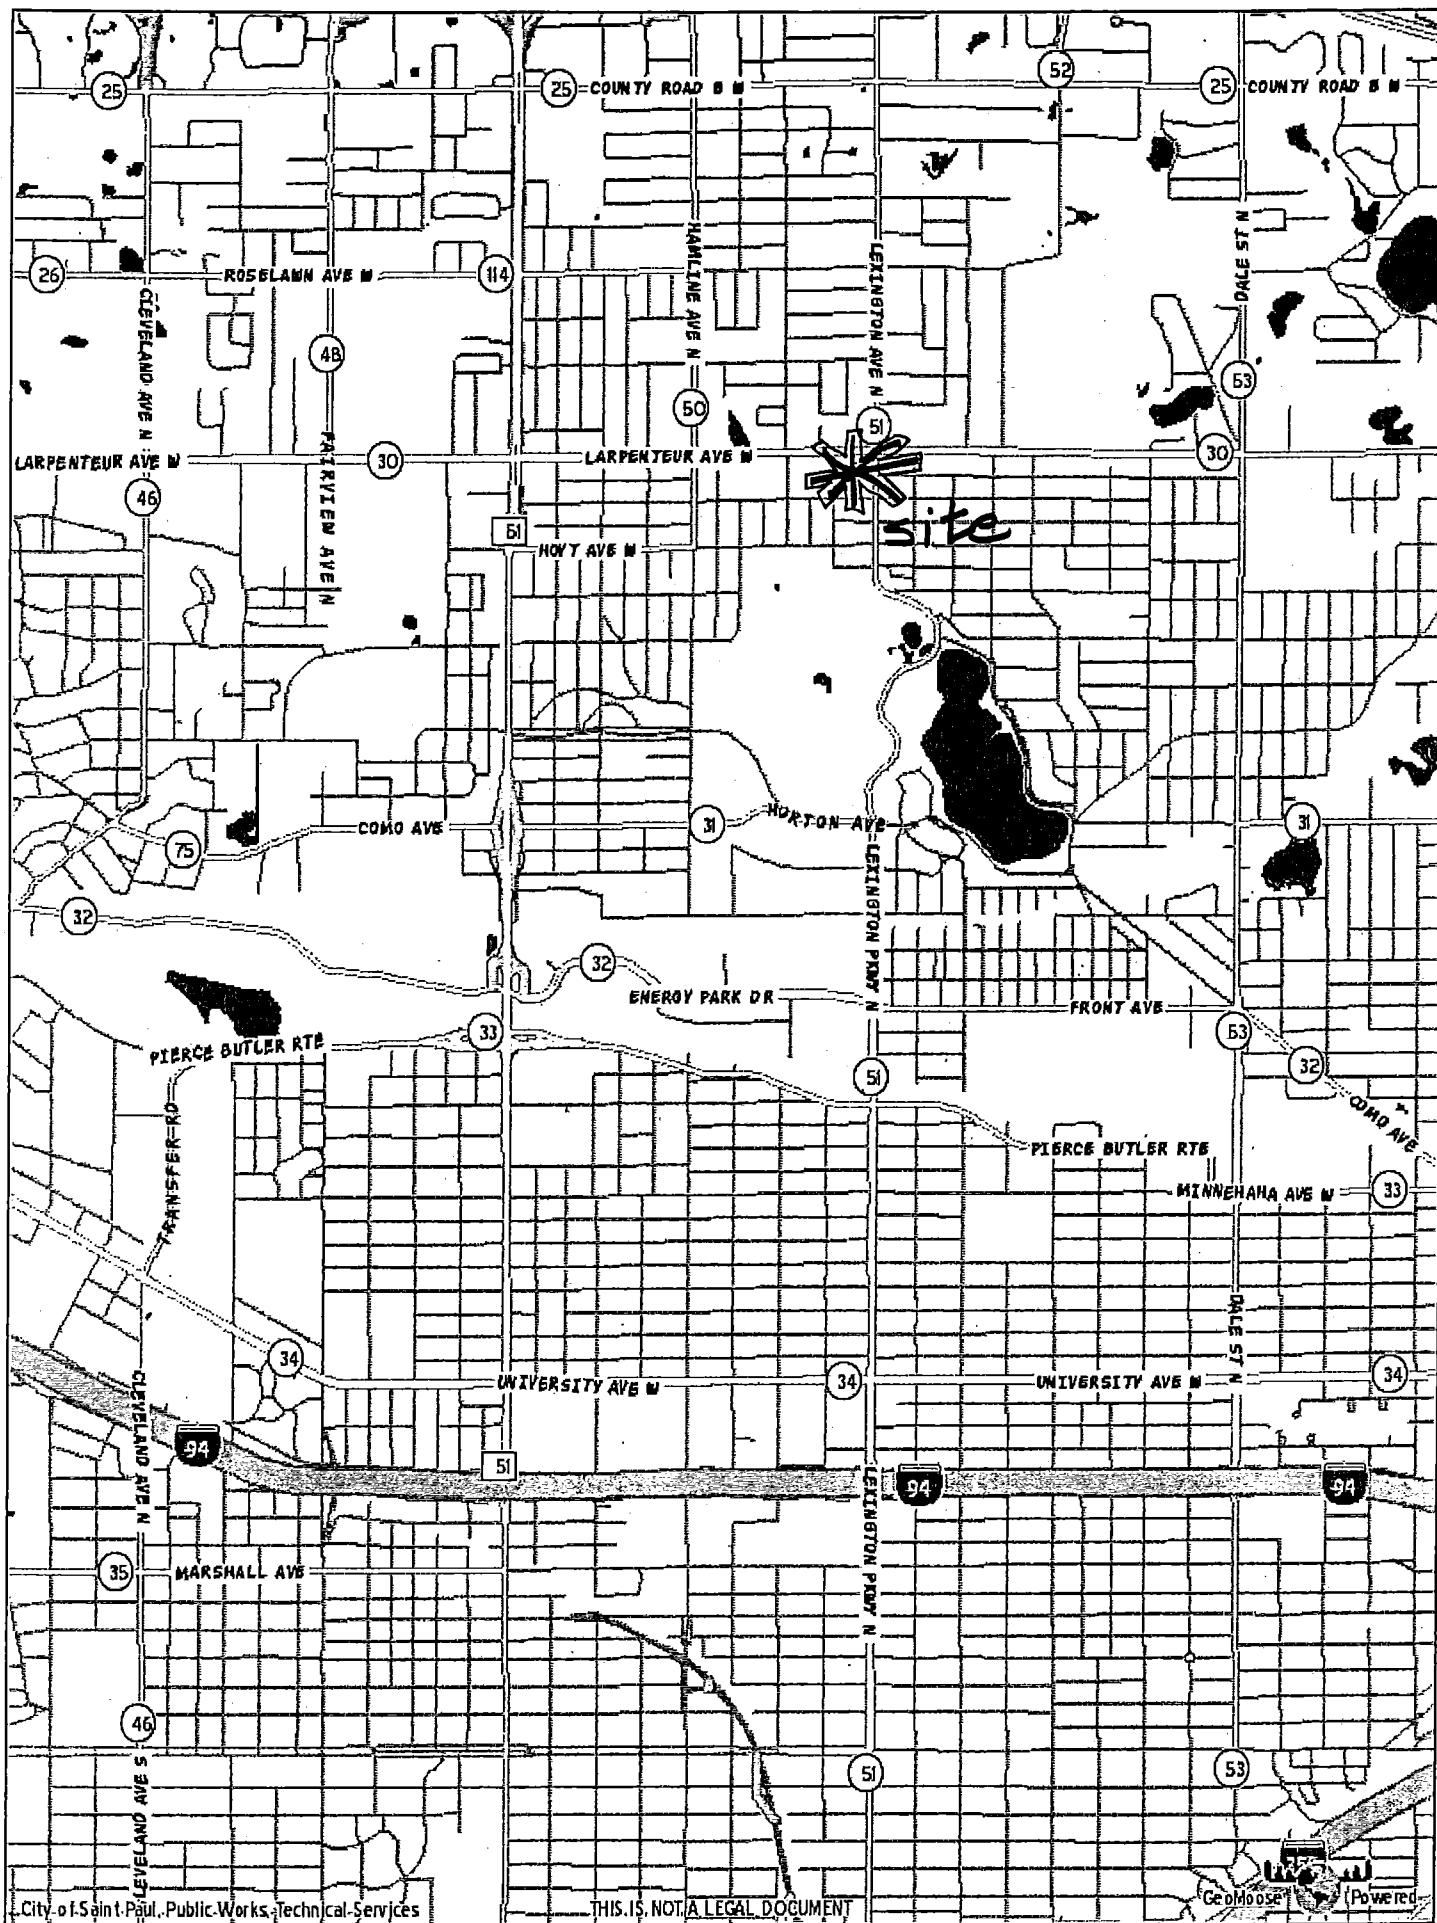 52
25
25
COUNTY ROAD B W
25
COUNTY ROAD B W
HAMLINE AVE N
LEXINGTON AVE N
DALE ST N
26
ROSELAWN AVE W
114
CLEVELAND AVE N
48
53
50
51
FAIRVIEW AVE N
LARPENTEUR AVE W
30
LARPENTEUR AVE W
30
46
51
site
HOYT AVE W
COMO AVE
31
HORTON AVE
31
75
LEXINGTON PKWY N
32
32
ENERGY PARK DR
FRONT AVE
33
53
PIERCE BUTLER RTE
51
32
TRANSFER RD
COMO AVE
PIERCE BUTLER RTE
MINNEHAHA AVE W
33
DALE ST N
34
UNIVERSITY AVE W
34
UNIVERSITY AVE W
34
CLEVELAND AVE N
94
51
LEXINGTON PKWY N
94
94
35
MARSHALL AVE
46
CLEVELAND AVE S
51
53
City of Saint Paul, Public Works, Technical Services
THIS IS NOT A LEGAL DOCUMENT
GeoMoose
Powered